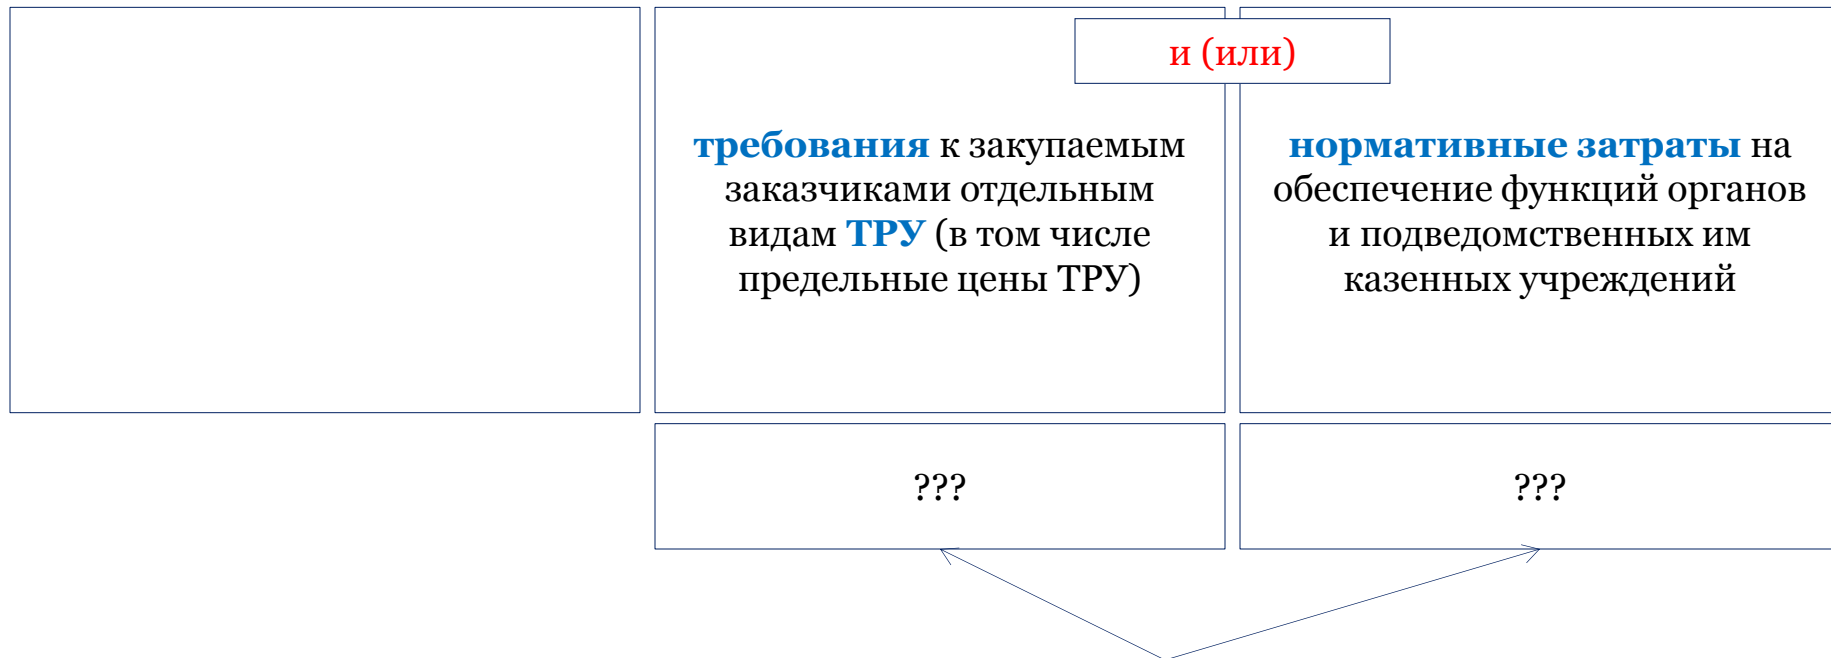 и (или)
требования к закупаемым
заказчиками отдельным
видам ТРУ (в том числе
предельные цены ТРУ)
нормативные затраты на
обеспечение функций органов
и подведомственных им
казенных учреждений
???
???